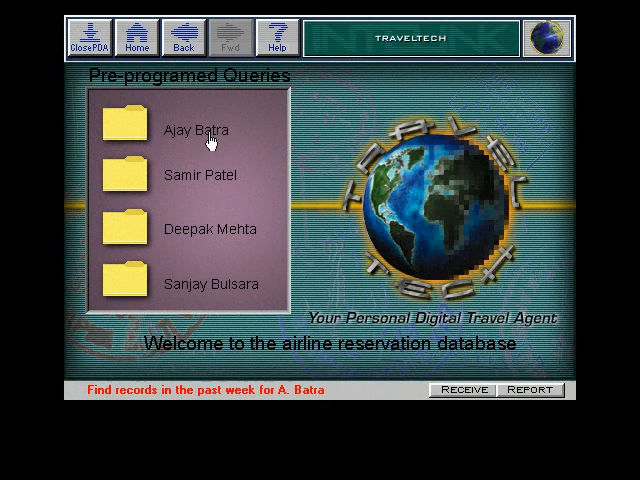 ClosePDA Home Back Fwd Help
TRAVELTECH
Pre-programed Queries
Ajay Batra
Samir Patel
Deepak Mehta
Sanjay Bulsara
TRAVEL
TECH
Your Personal Digital Travel Agent
Welcome to the airline reservation database
Find records in the past week for A. Batra
RECEIVE REPORT